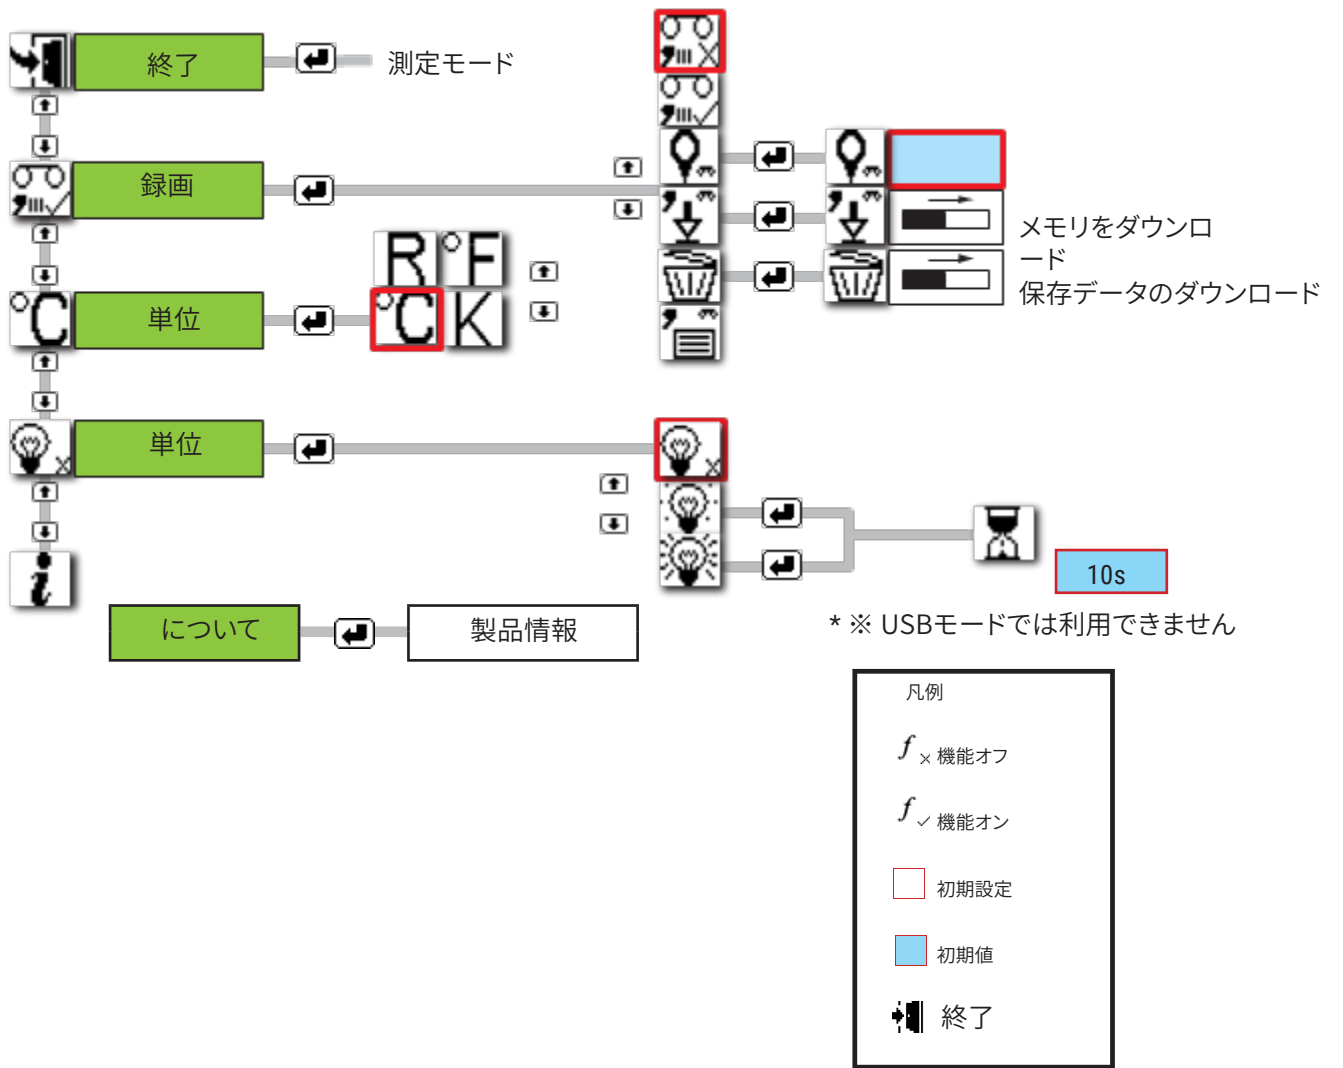 終了
測定モード
録画
メモリをダウンロ
ード
保存データのダウンロード
R °F
°C 単位 °C K
単位
10s
について
製品情報
* ※ USBモードでは利用できません
凡例
f × 機能オフ
f ✓ 機能オン
初期設定
初期値
終了